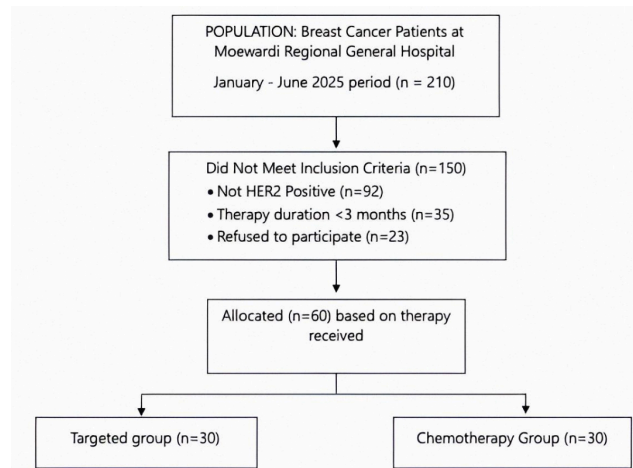 POPULATION: Breast Cancer Patients at
Moewardi Regional General Hospital
January - June 2025 period (n = 210)
Did Not Meet Inclusion Criteria (n=150)
• Not HER2 Positive (n=92)
• Therapy duration <3 months (n=35)
• Refused to participate (n=23)
Allocated (n=60) based on therapy
received
Targeted group (n=30)
Chemotherapy Group (n=30)